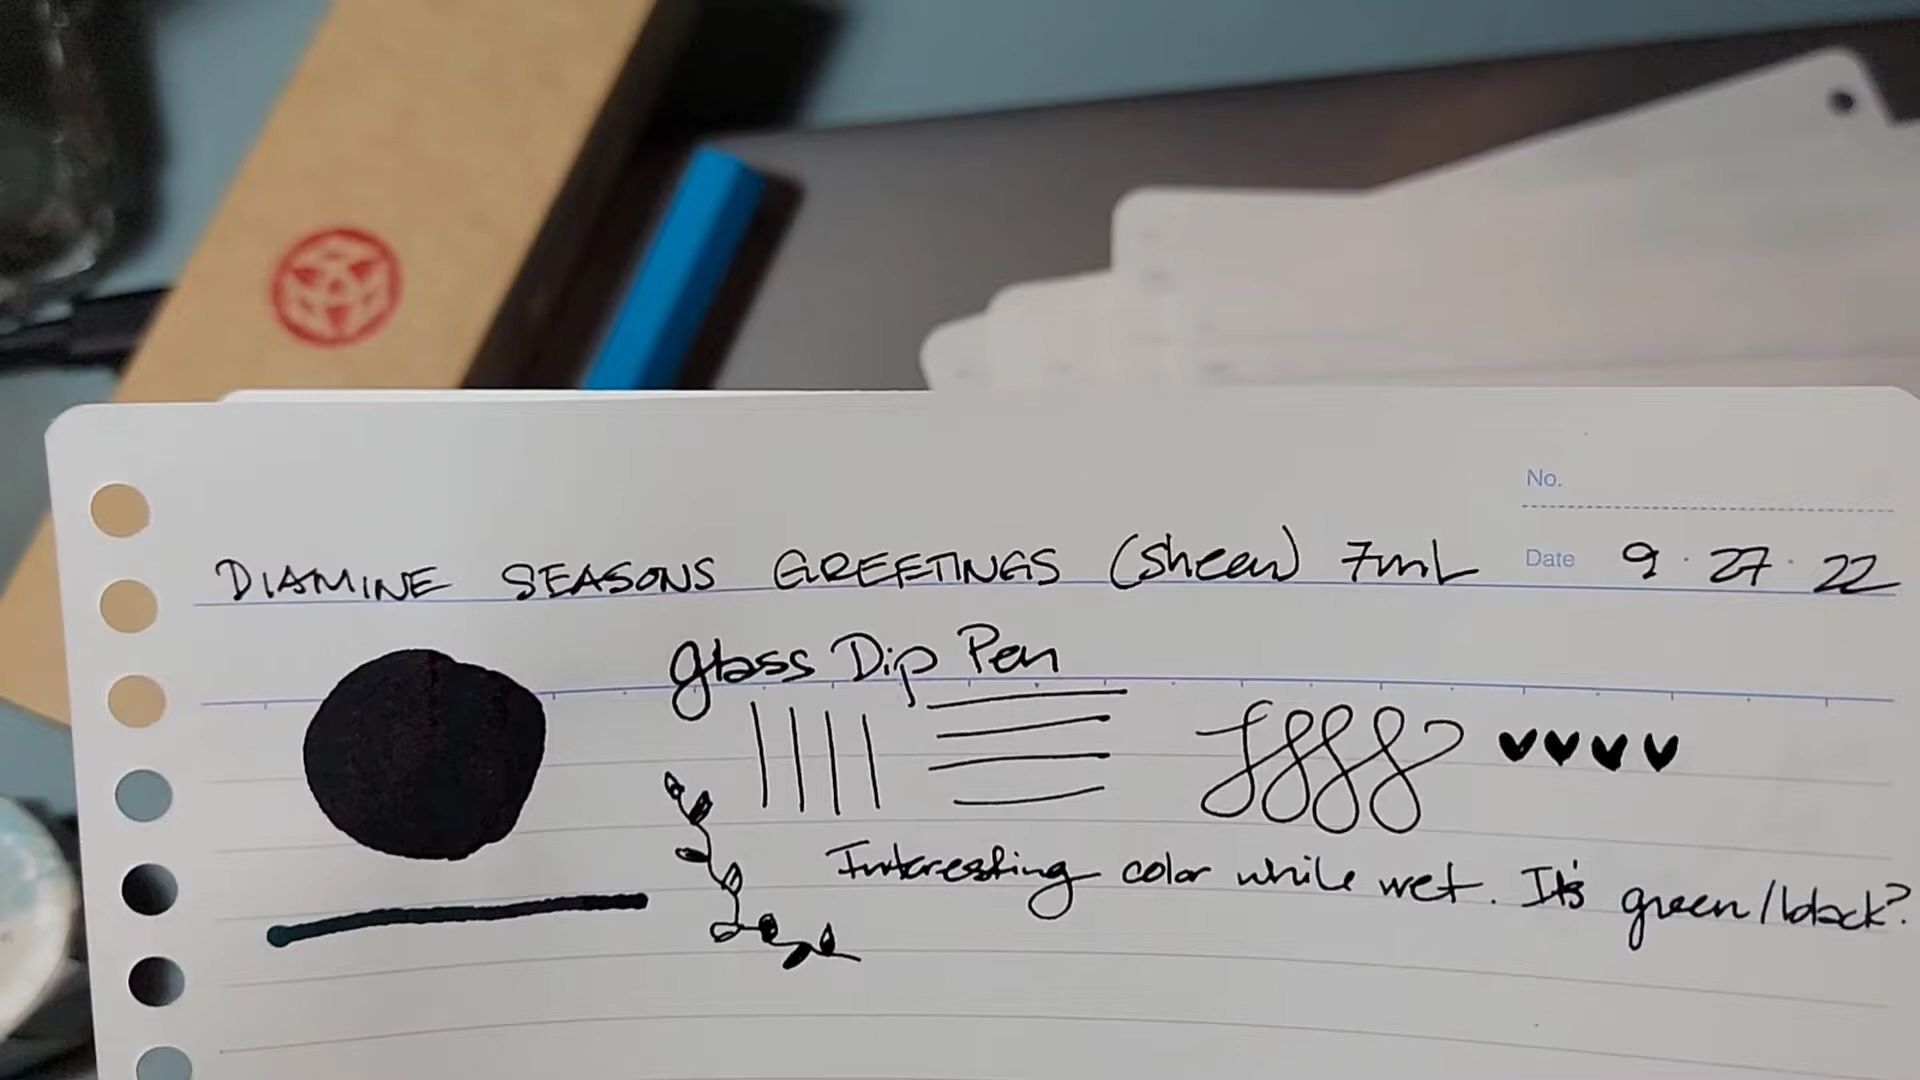 No.
DIAMINE SEASONS GREETINGS (Sheen) 7mL Date 9 · 27 · 22
Glass Dip Pen
Interesting color while wet. It's green/black?